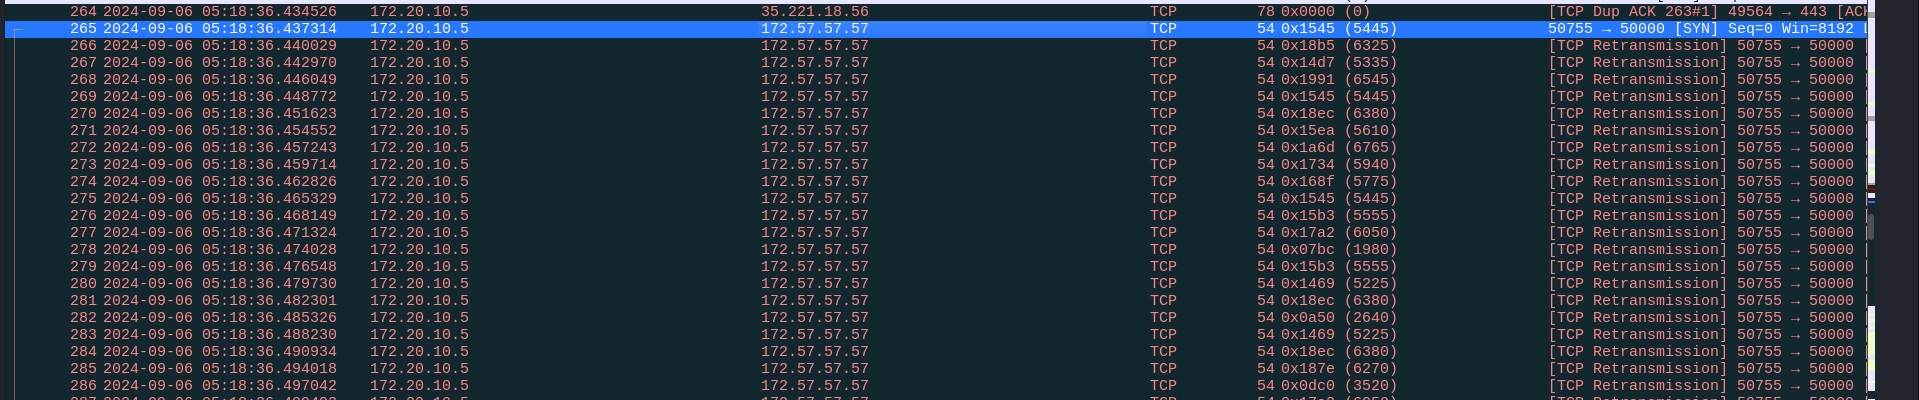 264 2024-09-06 05:18:36.434526 172.20.10.5 35.221.18.56 TCP 78 0x0000 (0) [TCP Dup ACK 263#1] 49564 → 443 [ACK
265 2024-09-06 05:18:36.437314 172.20.10.5 172.57.57.57 TCP 54 0x1545 (5445) 50755 → 50000 [SYN] Seq=0 Win=8192
266 2024-09-06 05:18:36.440029 172.20.10.5 172.57.57.57 TCP 54 0x18b5 (6325) [TCP Retransmission] 50755 → 50000 [
267 2024-09-06 05:18:36.442970 172.20.10.5 172.57.57.57 TCP 54 0x14d7 (5335) [TCP Retransmission] 50755 → 50000 [
268 2024-09-06 05:18:36.446049 172.20.10.5 172.57.57.57 TCP 54 0x1991 (6545) [TCP Retransmission] 50755 → 50000 [
269 2024-09-06 05:18:36.448772 172.20.10.5 172.57.57.57 TCP 54 0x1545 (5445) [TCP Retransmission] 50755 → 50000 [
270 2024-09-06 05:18:36.451623 172.20.10.5 172.57.57.57 TCP 54 0x18ec (6380) [TCP Retransmission] 50755 → 50000 [
271 2024-09-06 05:18:36.454552 172.20.10.5 172.57.57.57 TCP 54 0x15ea (5610) [TCP Retransmission] 50755 → 50000 [
272 2024-09-06 05:18:36.457243 172.20.10.5 172.57.57.57 TCP 54 0x1a6d (6765) [TCP Retransmission] 50755 → 50000 [
273 2024-09-06 05:18:36.459714 172.20.10.5 172.57.57.57 TCP 54 0x1734 (5940) [TCP Retransmission] 50755 → 50000 [
274 2024-09-06 05:18:36.462826 172.20.10.5 172.57.57.57 TCP 54 0x168f (5775) [TCP Retransmission] 50755 → 50000 [
275 2024-09-06 05:18:36.465329 172.20.10.5 172.57.57.57 TCP 54 0x1545 (5445) [TCP Retransmission] 50755 → 50000 [
276 2024-09-06 05:18:36.468149 172.20.10.5 172.57.57.57 TCP 54 0x15b3 (5555) [TCP Retransmission] 50755 → 50000 [
277 2024-09-06 05:18:36.471324 172.20.10.5 172.57.57.57 TCP 54 0x17a2 (6050) [TCP Retransmission] 50755 → 50000 [
278 2024-09-06 05:18:36.474028 172.20.10.5 172.57.57.57 TCP 54 0x07bc (1980) [TCP Retransmission] 50755 → 50000 [
279 2024-09-06 05:18:36.476548 172.20.10.5 172.57.57.57 TCP 54 0x15b3 (5555) [TCP Retransmission] 50755 → 50000 [
280 2024-09-06 05:18:36.479730 172.20.10.5 172.57.57.57 TCP 54 0x1469 (5225) [TCP Retransmission] 50755 → 50000 [
281 2024-09-06 05:18:36.482301 172.20.10.5 172.57.57.57 TCP 54 0x18ec (6380) [TCP Retransmission] 50755 → 50000 [
282 2024-09-06 05:18:36.485326 172.20.10.5 172.57.57.57 TCP 54 0x0a50 (2640) [TCP Retransmission] 50755 → 50000 [
283 2024-09-06 05:18:36.488230 172.20.10.5 172.57.57.57 TCP 54 0x1469 (5225) [TCP Retransmission] 50755 → 50000 [
284 2024-09-06 05:18:36.490934 172.20.10.5 172.57.57.57 TCP 54 0x18ec (6380) [TCP Retransmission] 50755 → 50000 [
285 2024-09-06 05:18:36.494018 172.20.10.5 172.57.57.57 TCP 54 0x187e (6270) [TCP Retransmission] 50755 → 50000 [
286 2024-09-06 05:18:36.497042 172.20.10.5 172.57.57.57 TCP 54 0x0dc0 (3520) [TCP Retransmission] 50755 → 50000 [